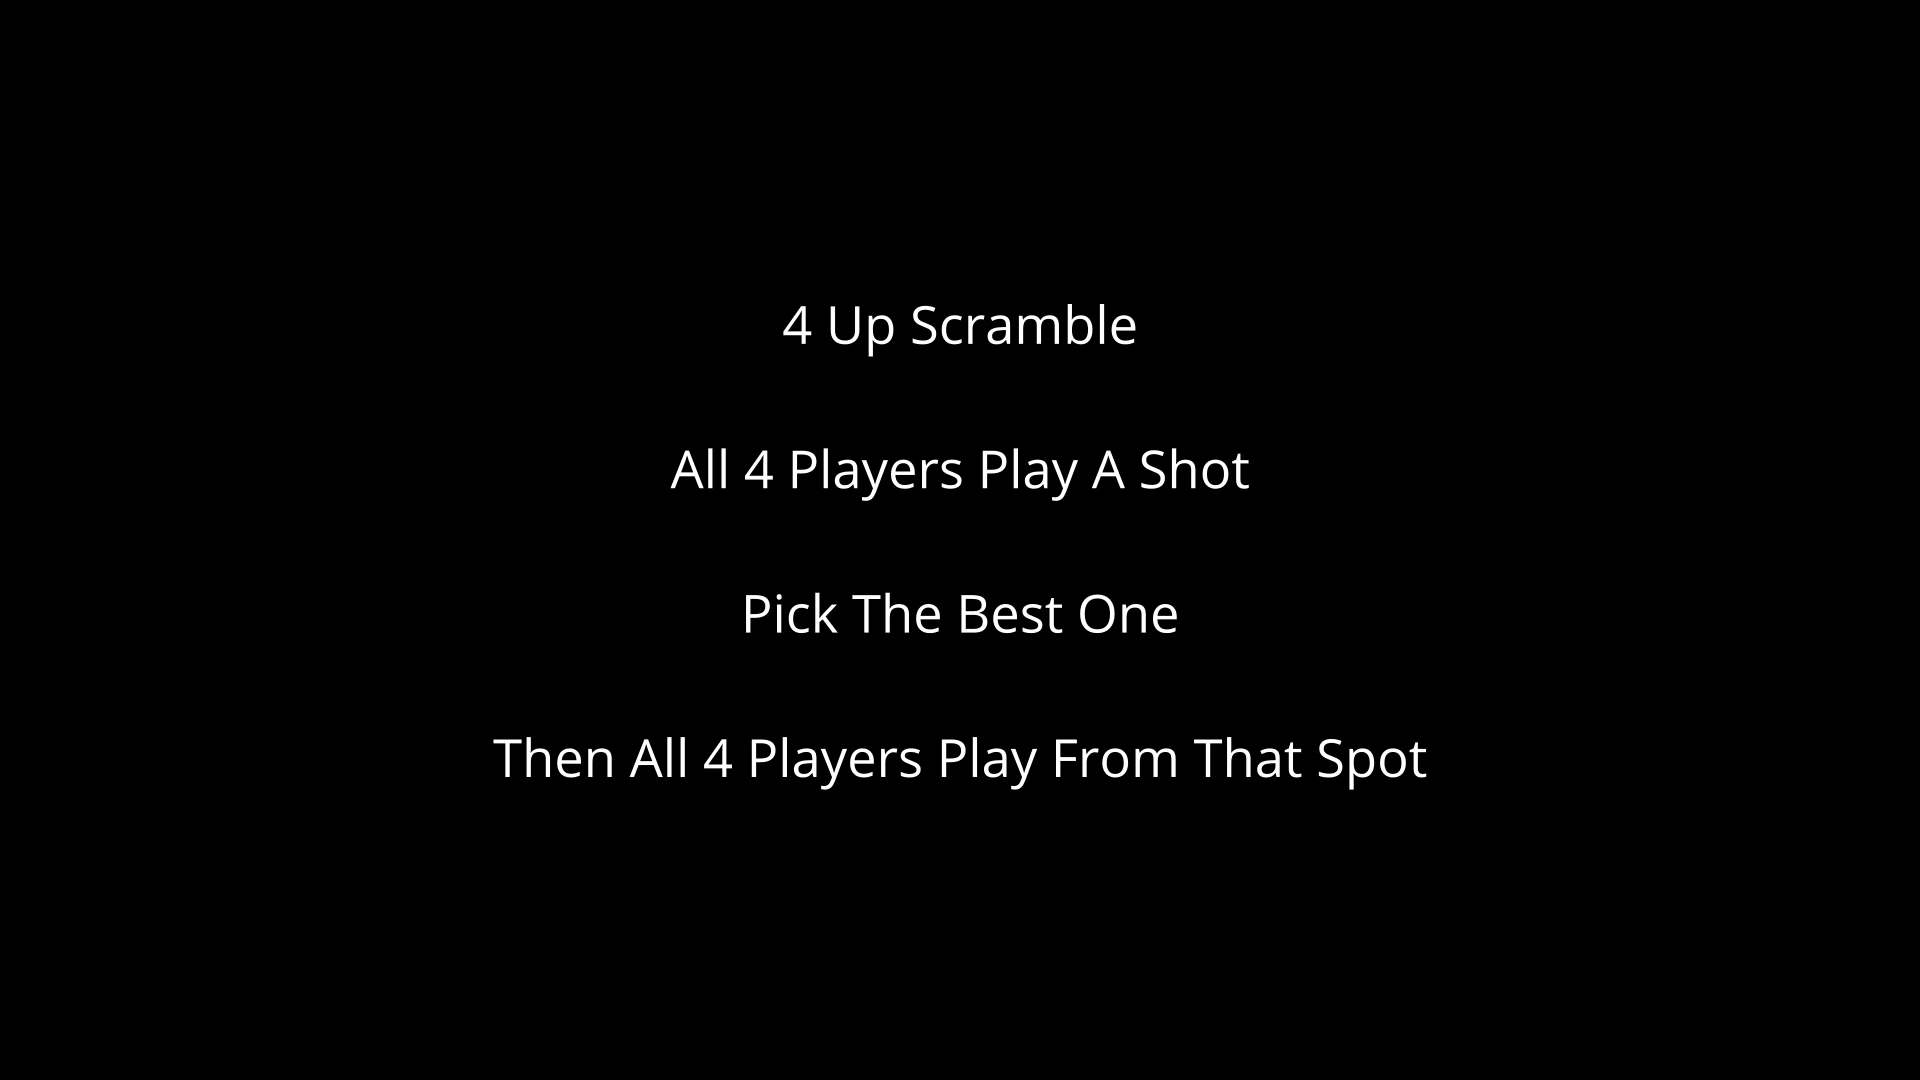 4 Up Scramble
All 4 Players Play A Shot
Pick The Best One
Then All 4 Players Play From That Spot